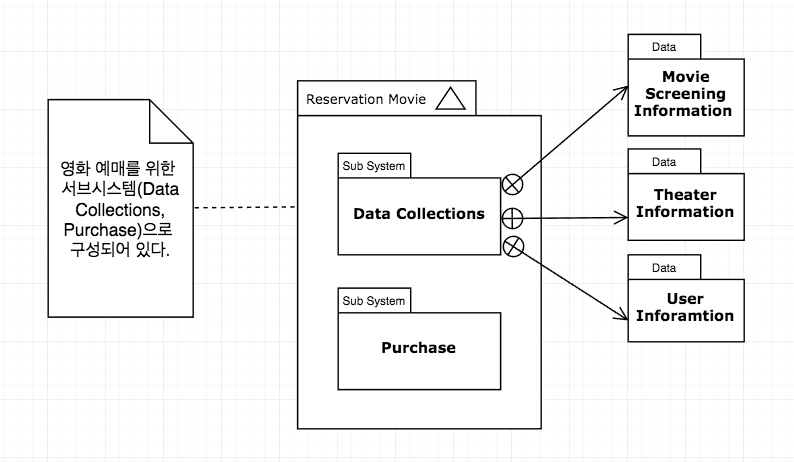 영화 예매를 위한
서브시스템(Data
Collections,
Purchase)으로
구성되어 있다.
Reservation Movie
Sub System
Data Collections
Sub System
Purchase
Data
Movie
Screening
Information
Data
Theater
Information
Data
User
Inforamtion